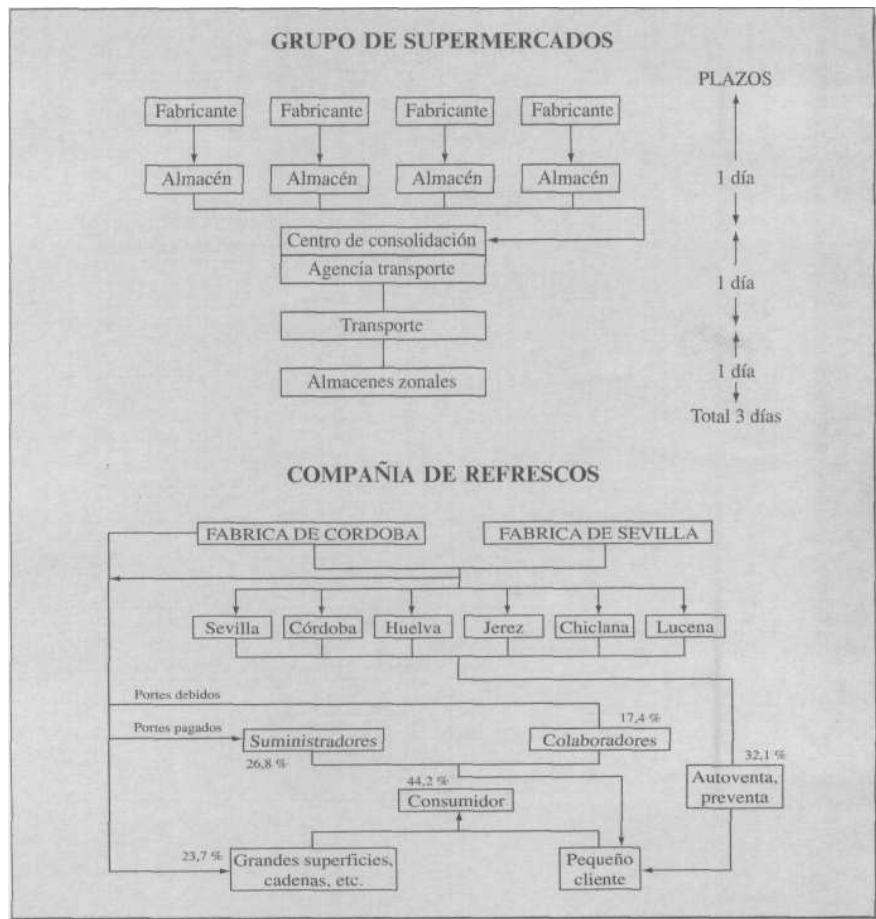 GRUPO DE SUPERMERCADOS
PLAZOS
Fabricante Fabricante Fabricante Fabricante
Almacén Almacén Almacén Almacén
1 día
Centro de consolidación
Agencia transporte
1 día
Transporte
1 día
Almacenes zonales
Total 3 días
COMPAÑIA DE REFRESCOS
FABRICA DE CORDOBA FABRICA DE SEVILLA
Sevilla Córdoba Huelva Jerez Chiclana Lucena
Portes debidos
17,4 %
Portes pagados
Suministradores Colaboradores
32,1 %
26,8 %
Autoventa,
preventa
44,2 %
Consumidor
23,7 %
Grandes superficies,
cadenas, etc.
Pequeño
cliente